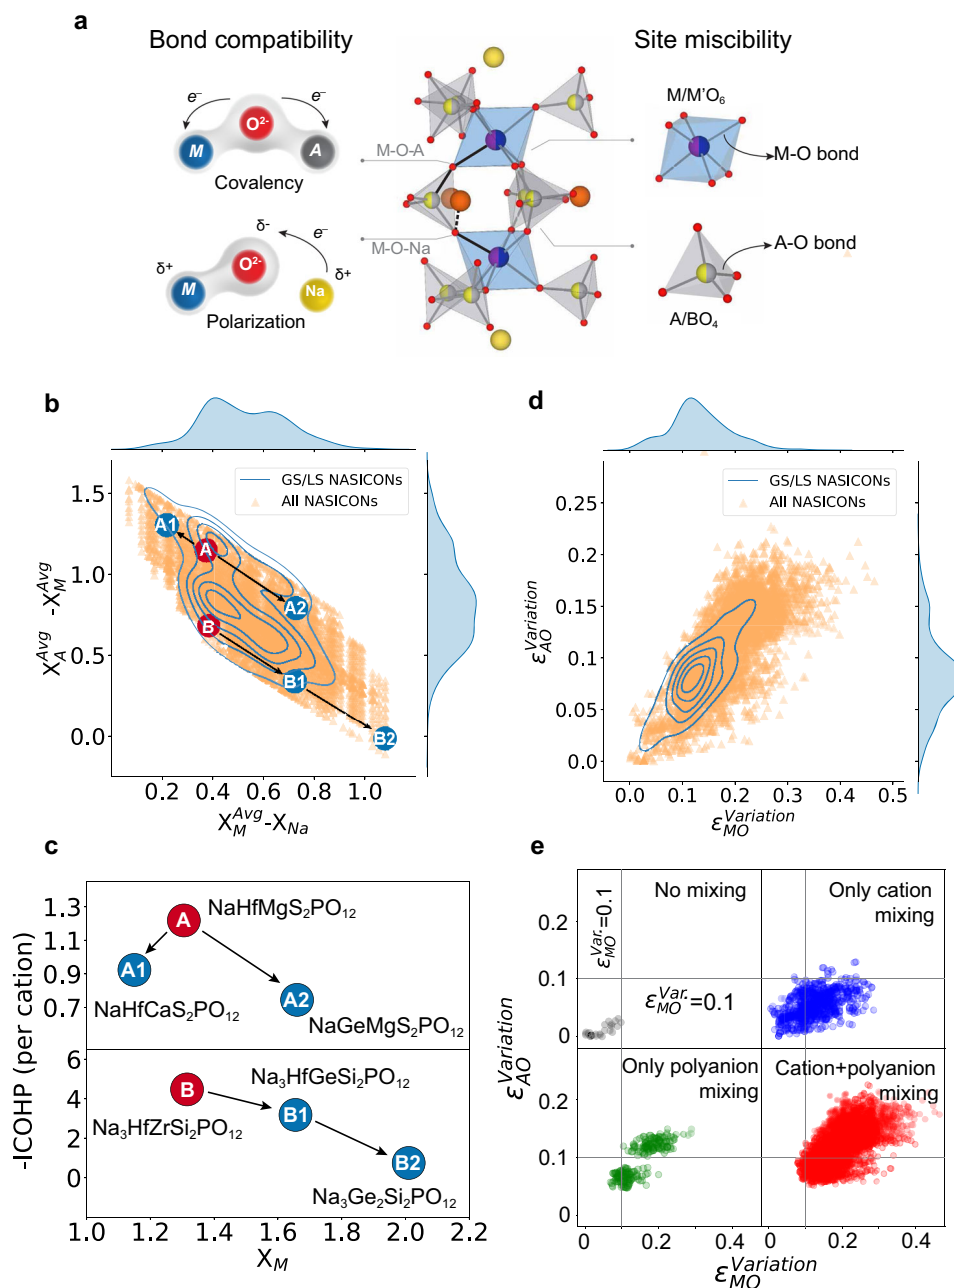 a
Bond compatibility
Site miscibility
e⁻ e⁻
O²⁻
M A
Covalency
δ- e⁻
δ+ O²⁻ δ+
M Na
Polarization
M-O-A
M-O-Na
M/M'O₆
M-O bond
A-O bond
A/BO₄
b
GS/LS NASICONs
All NASICONs
1.5
1.0
0.5
0.0
X_A^Avg -X_M^Avg
A1
A
A2
B
B1
B2
0.2 0.4 0.6 0.8 1.0
X_M^Avg-X_Na
d
GS/LS NASICONs
All NASICONs
0.25
0.20
0.15
0.10
0.05
0.00
ε_AO^Variation
0.0 0.1 0.2 0.3 0.4 0.5
ε_MO^Variation
c
-ICOHP (per cation)
1.3
1.1
0.9
0.7
A NaHfMgS₂PO₁₂
A1
NaHfCaS₂PO₁₂
A2
NaGeMgS₂PO₁₂
6
4
2
0
Na₃HfGeSi₂PO₁₂
B
B1
Na₃HfZrSi₂PO₁₂
B2
Na₃Ge₂Si₂PO₁₂
1.0 1.2 1.4 1.6 1.8 2.0 2.2
X_M
e
ε_AO^Variation
0.2
0.1
0
ε_MO^Var.=0.1
No mixing
ε_MO^Var.=0.1
Only cation
mixing
0.2
0.1
0
Only polyanion
mixing
Cation+polyanion
mixing
0 0.2 0.4 0 0.2 0.4
ε_MO^Variation